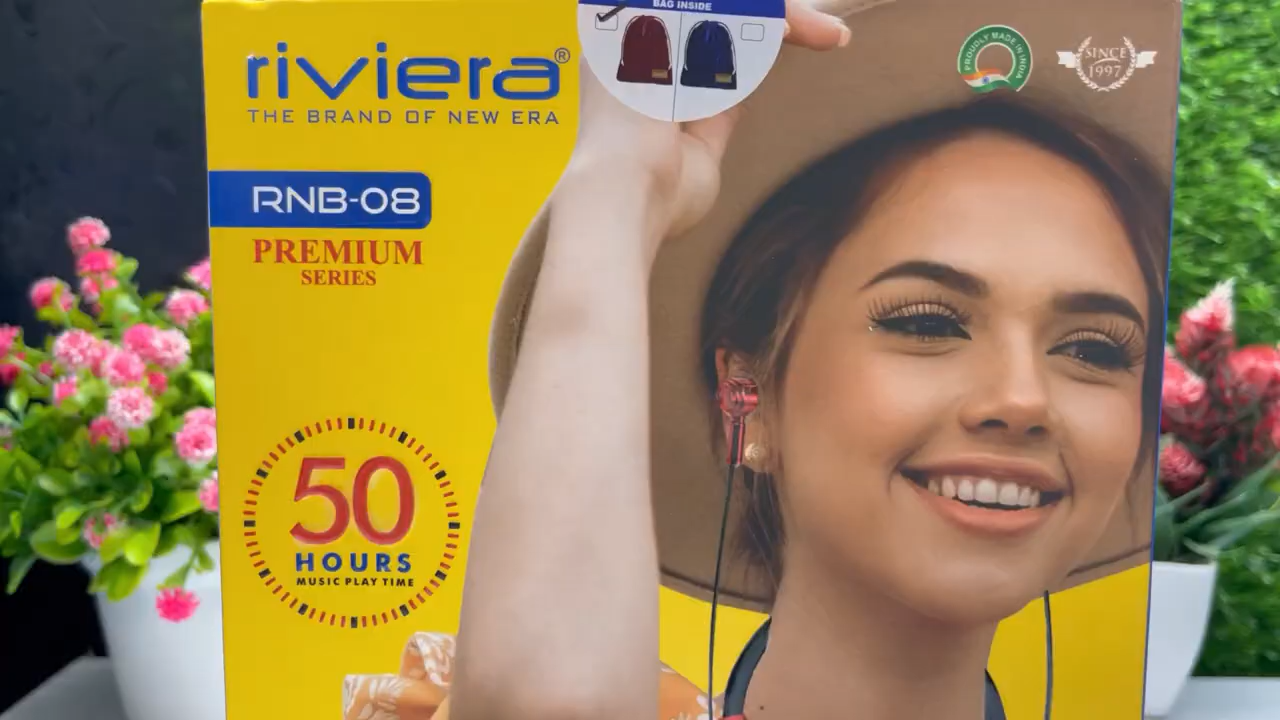 BAG INSIDE
riviera®
THE BRAND OF NEW ERA
PROUDLY MADE IN INDIA
SINCE
1997
RNB-08
PREMIUM
SERIES
50
HOURS
MUSIC PLAY TIME